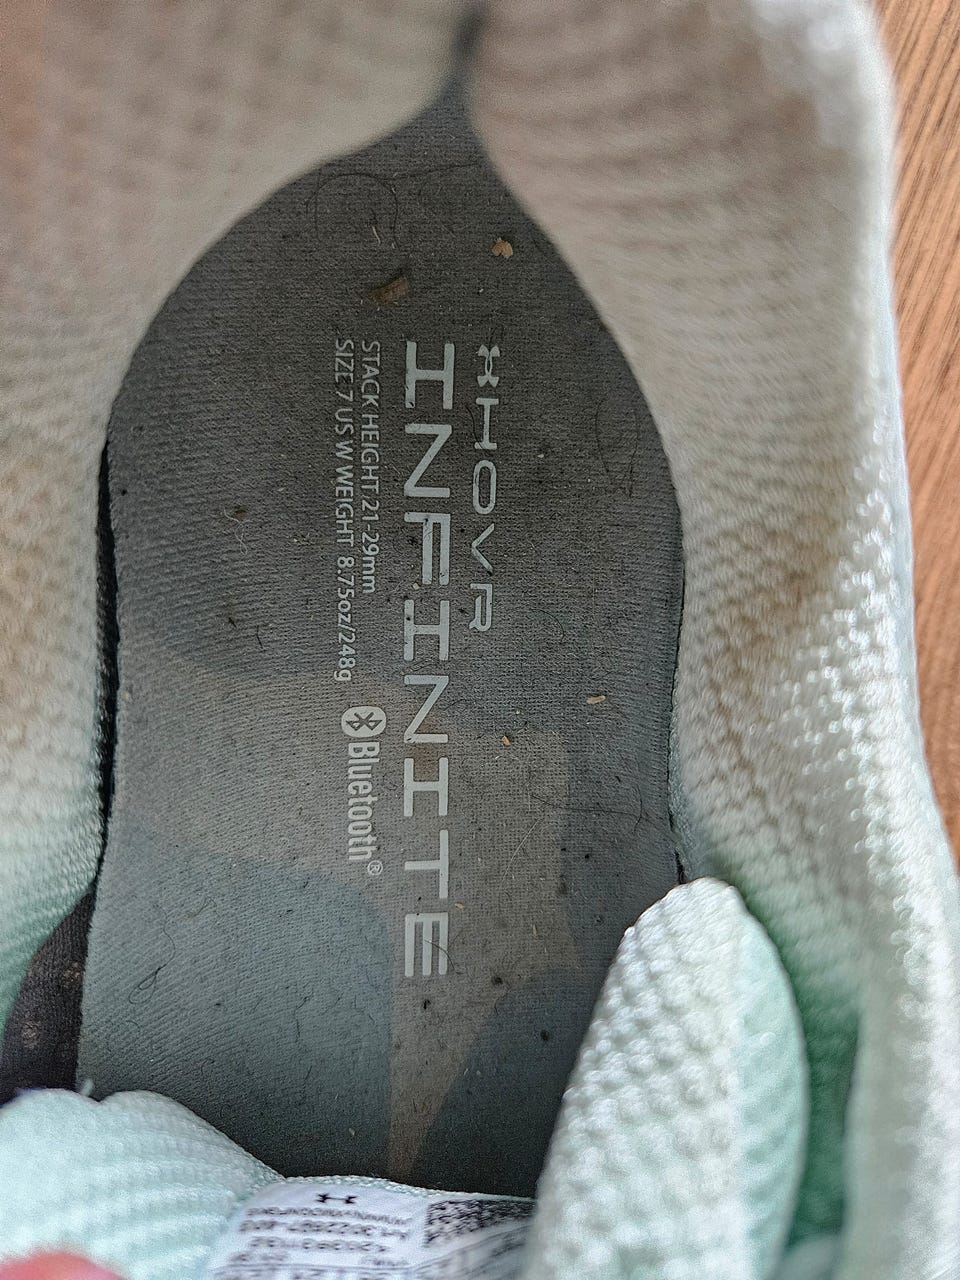 HOVR
INFINITE
STACK HEIGHT 21-29mm
SIZE 7 US W WEIGHT 8.75oz/248g
Bluetooth®